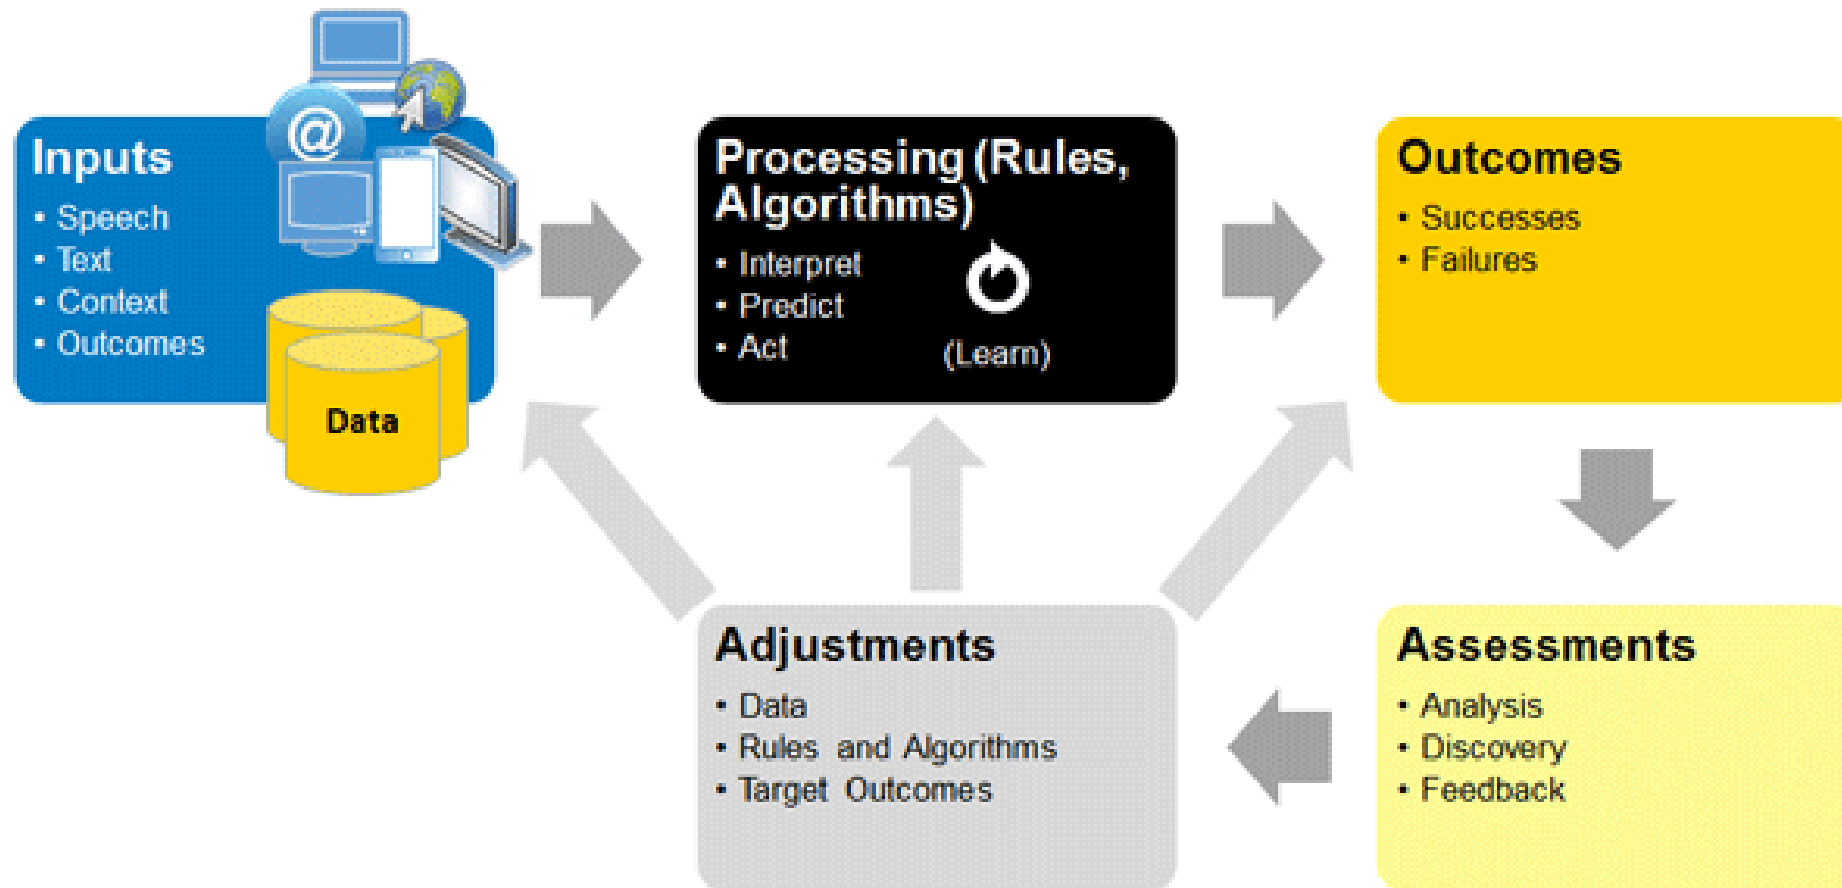 @
Inputs
• Speech
• Text
• Context
• Outcomes
Data
Processing (Rules,
Algorithms)
• Interpret
• Predict
• Act
(Learn)
Outcomes
• Successes
• Failures
Adjustments
• Data
• Rules and Algorithms
• Target Outcomes
Assessments
• Analysis
• Discovery
• Feedback